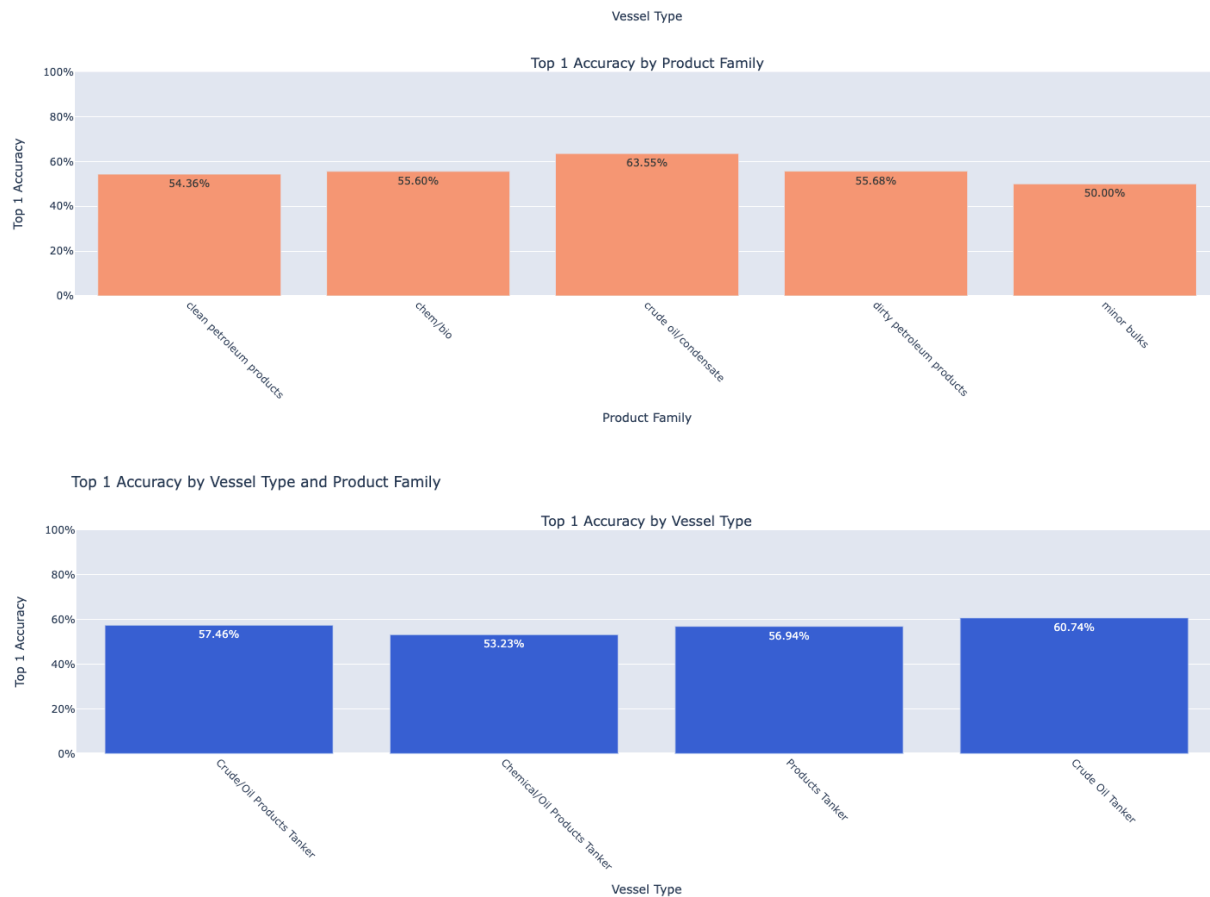 Vessel Type
Top 1 Accuracy by Product Family
100%
80%
60%
40%
20%
0%
Top 1 Accuracy
54.36%
55.60%
63.55%
55.68%
50.00%
clean petroleum products
chem/bio
crude oil/condensate
dirty petroleum products
minor bulks
Product Family
Top 1 Accuracy by Vessel Type and Product Family
Top 1 Accuracy by Vessel Type
100%
80%
60%
40%
20%
0%
Top 1 Accuracy
57.46%
53.23%
56.94%
60.74%
Crude/Oil Products Tanker
Chemical/Oil Products Tanker
Products Tanker
Crude Oil Tanker
Vessel Type